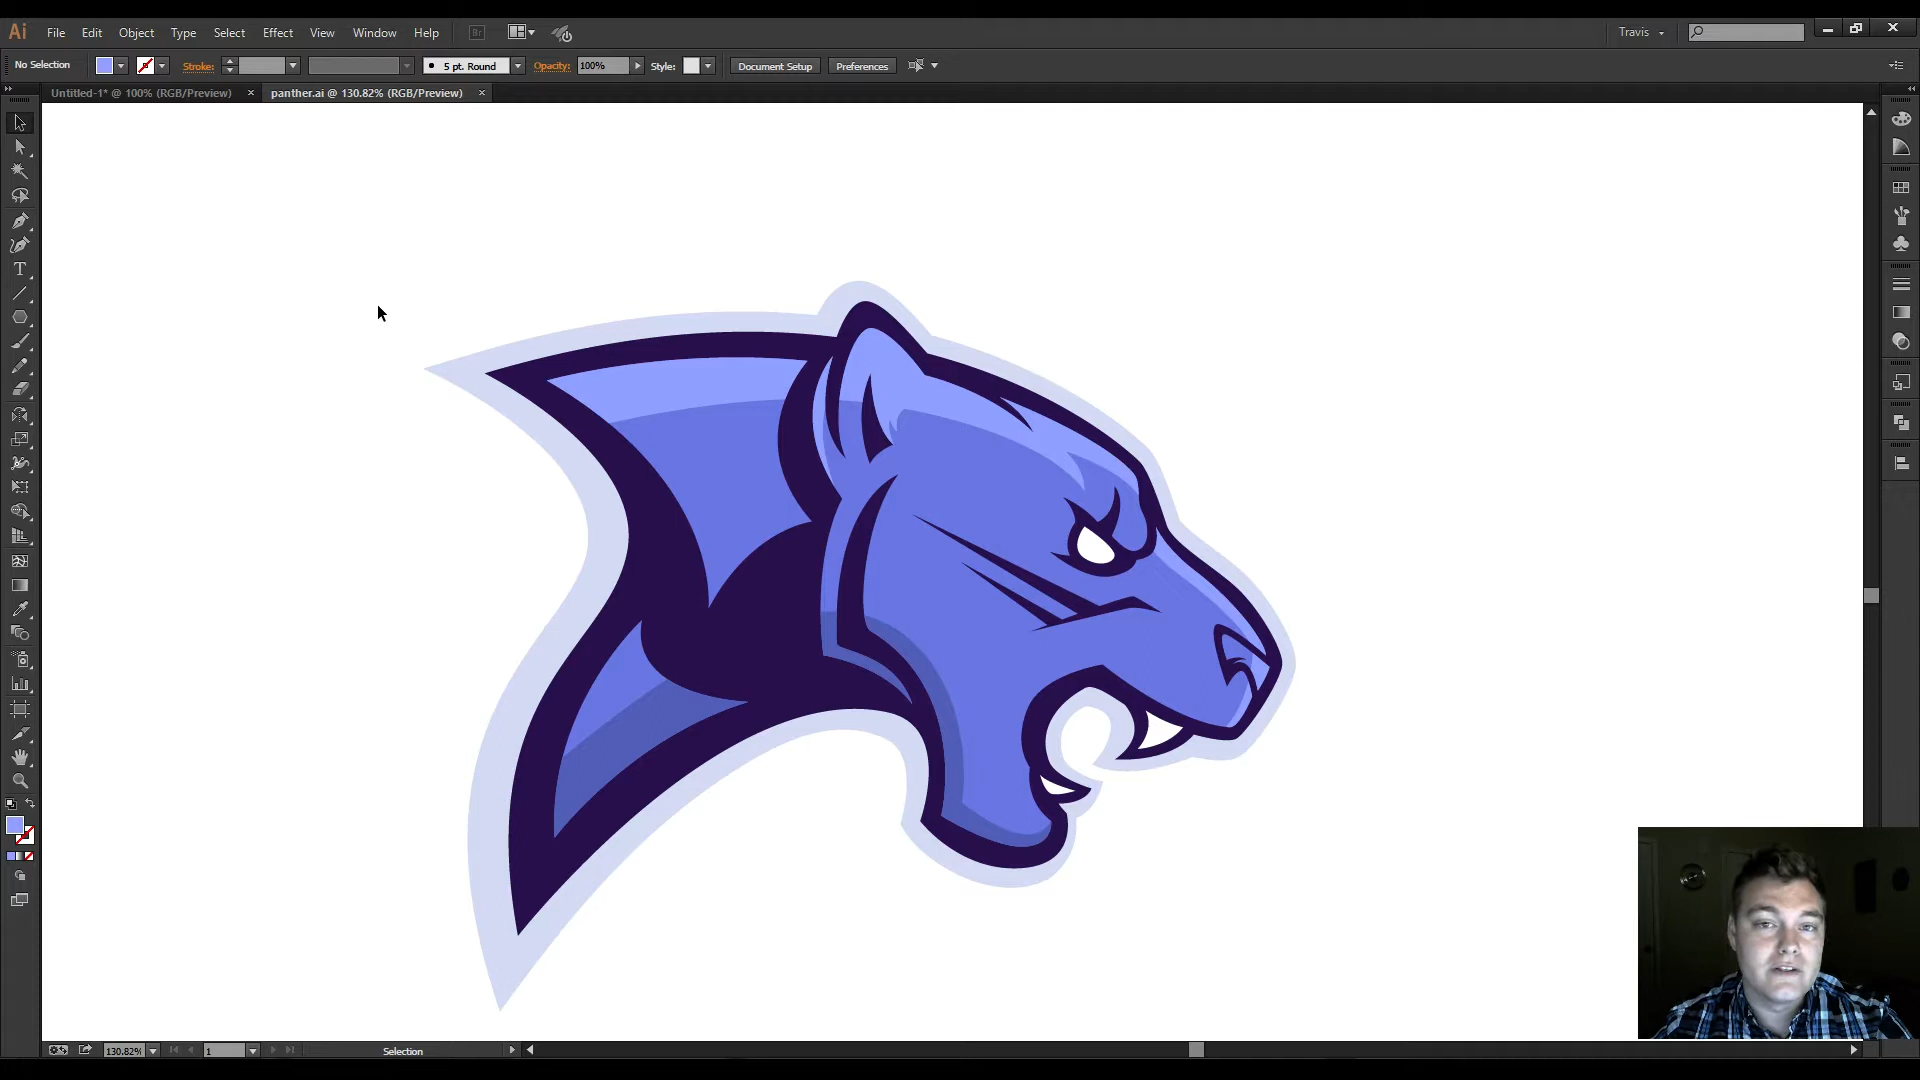 Ai File Edit Object Type Select Effect View Window Help Br Travis
No Selection Stroke: 5 pt. Round Opacity: 100% Style: Document Setup Preferences
Untitled-1* @ 100% (RGB/Preview) panther.ai @ 130.82% (RGB/Preview)
130.82% 1 Selection